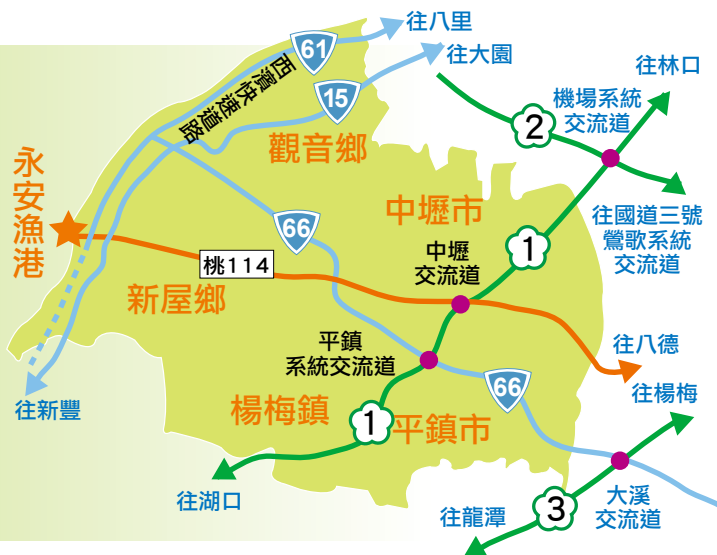 往八里
61
往大園
西濱快速道路
15
往林口
機場系統
交流道
2
觀音鄉
永安漁港
中壢市
往國道三號
鶯歌系統
交流道
66
1
中壢
交流道
桃114
新屋鄉
平鎮
系統交流道
往八德
66
往楊梅
往新豐
楊梅鎮
1
平鎮市
往湖口
大溪
交流道
3
往龍潭